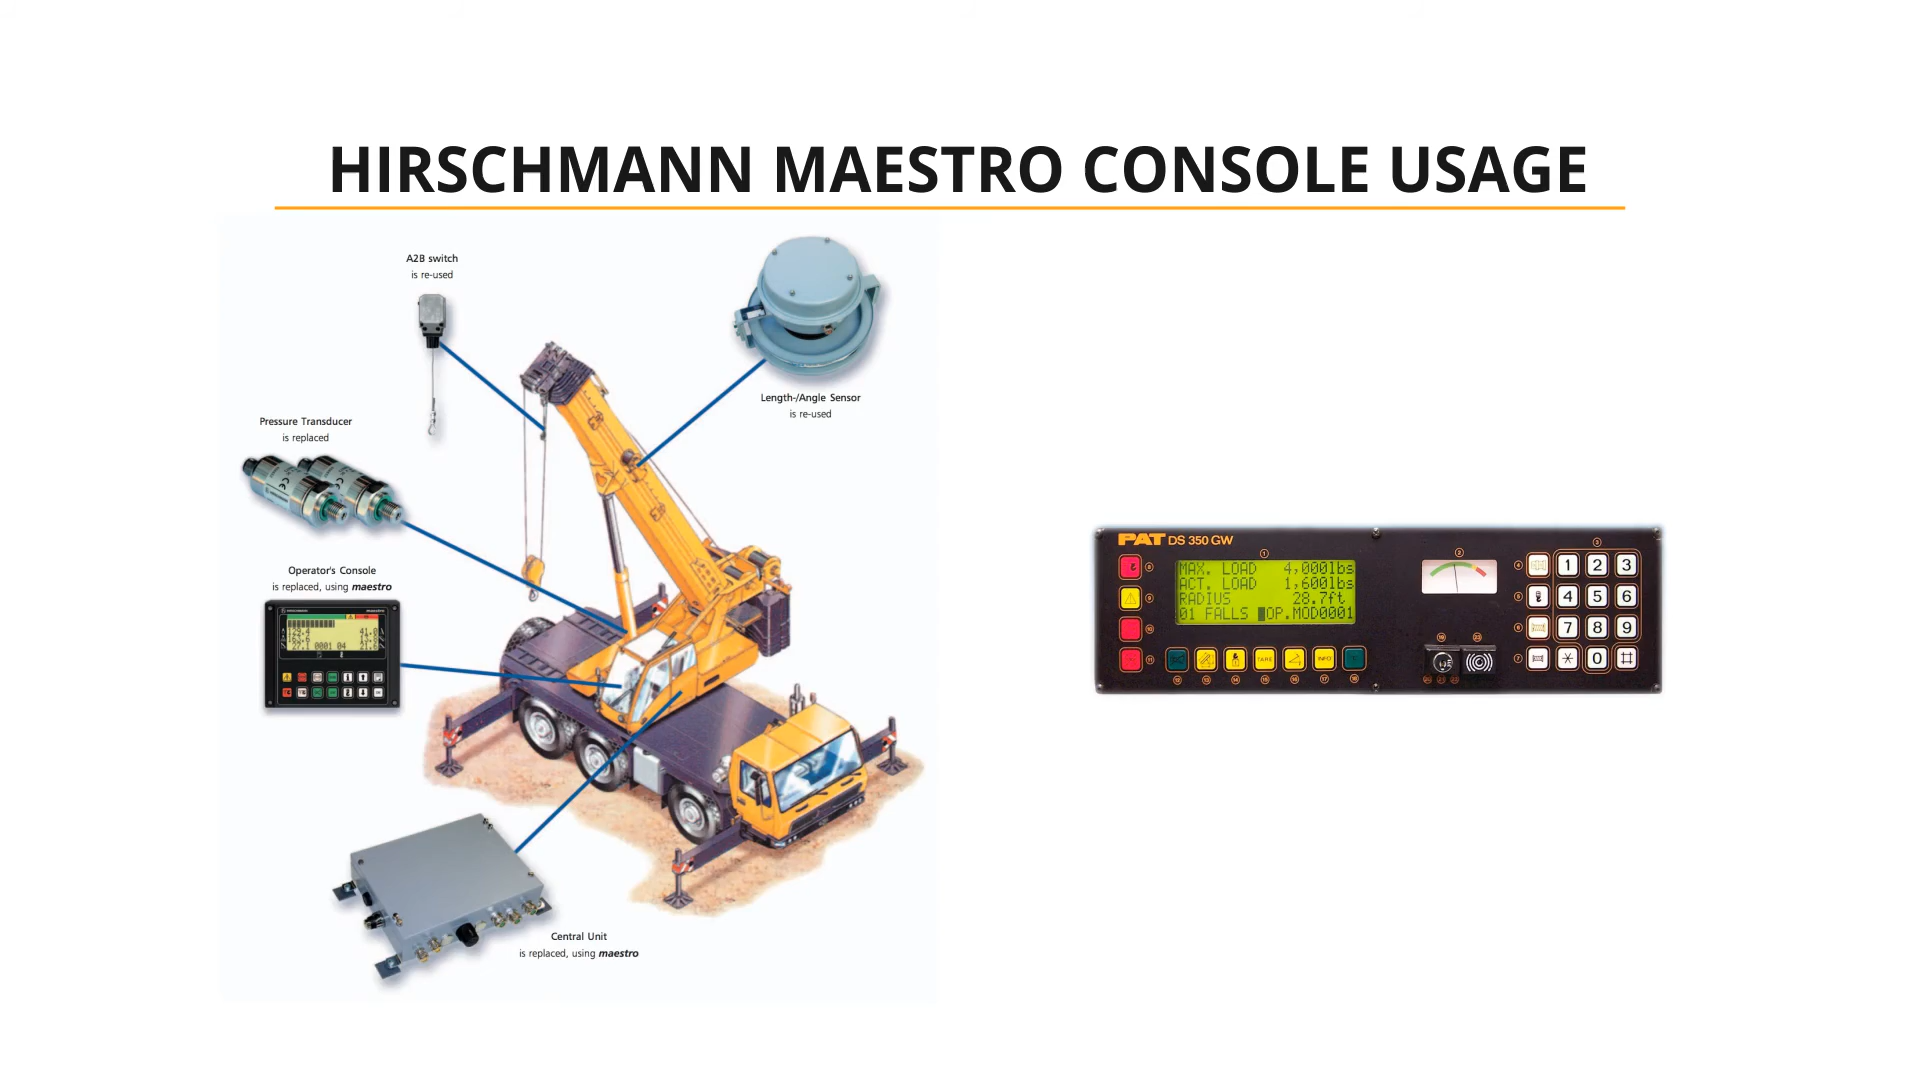 HIRSCHMANN MAESTRO CONSOLE USAGE
A2B switch
is re-used
Length-/Angle Sensor
is re-used
Pressure Transducer
is replaced
Operator's Console
is replaced, using maestro
Central Unit
is replaced, using maestro
PAT DS 350 GW
MAX. LOAD 4,000lbs
ACT. LOAD 1,600lbs
RADIUS 28.7ft
01 FALLS OP.MOD0001
TARE
INFO
1 2 3
4 5 6
7 8 9
* 0 #